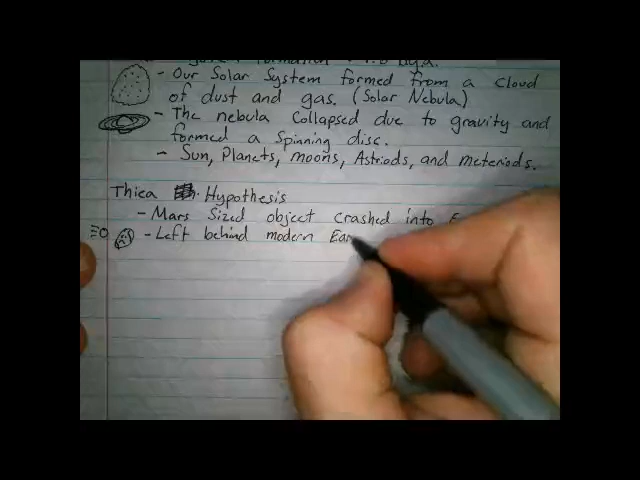 - Our Solar System formed from a cloud
of dust and gas. (Solar Nebula)
- The nebula Collapsed due to gravity and
formed a Spinning disc.
- Sun, Planets, moons, Astriods, and meteriods.
Thiea Hypothesis
- Mars Sized object crashed into E
- Left behind modern Ear